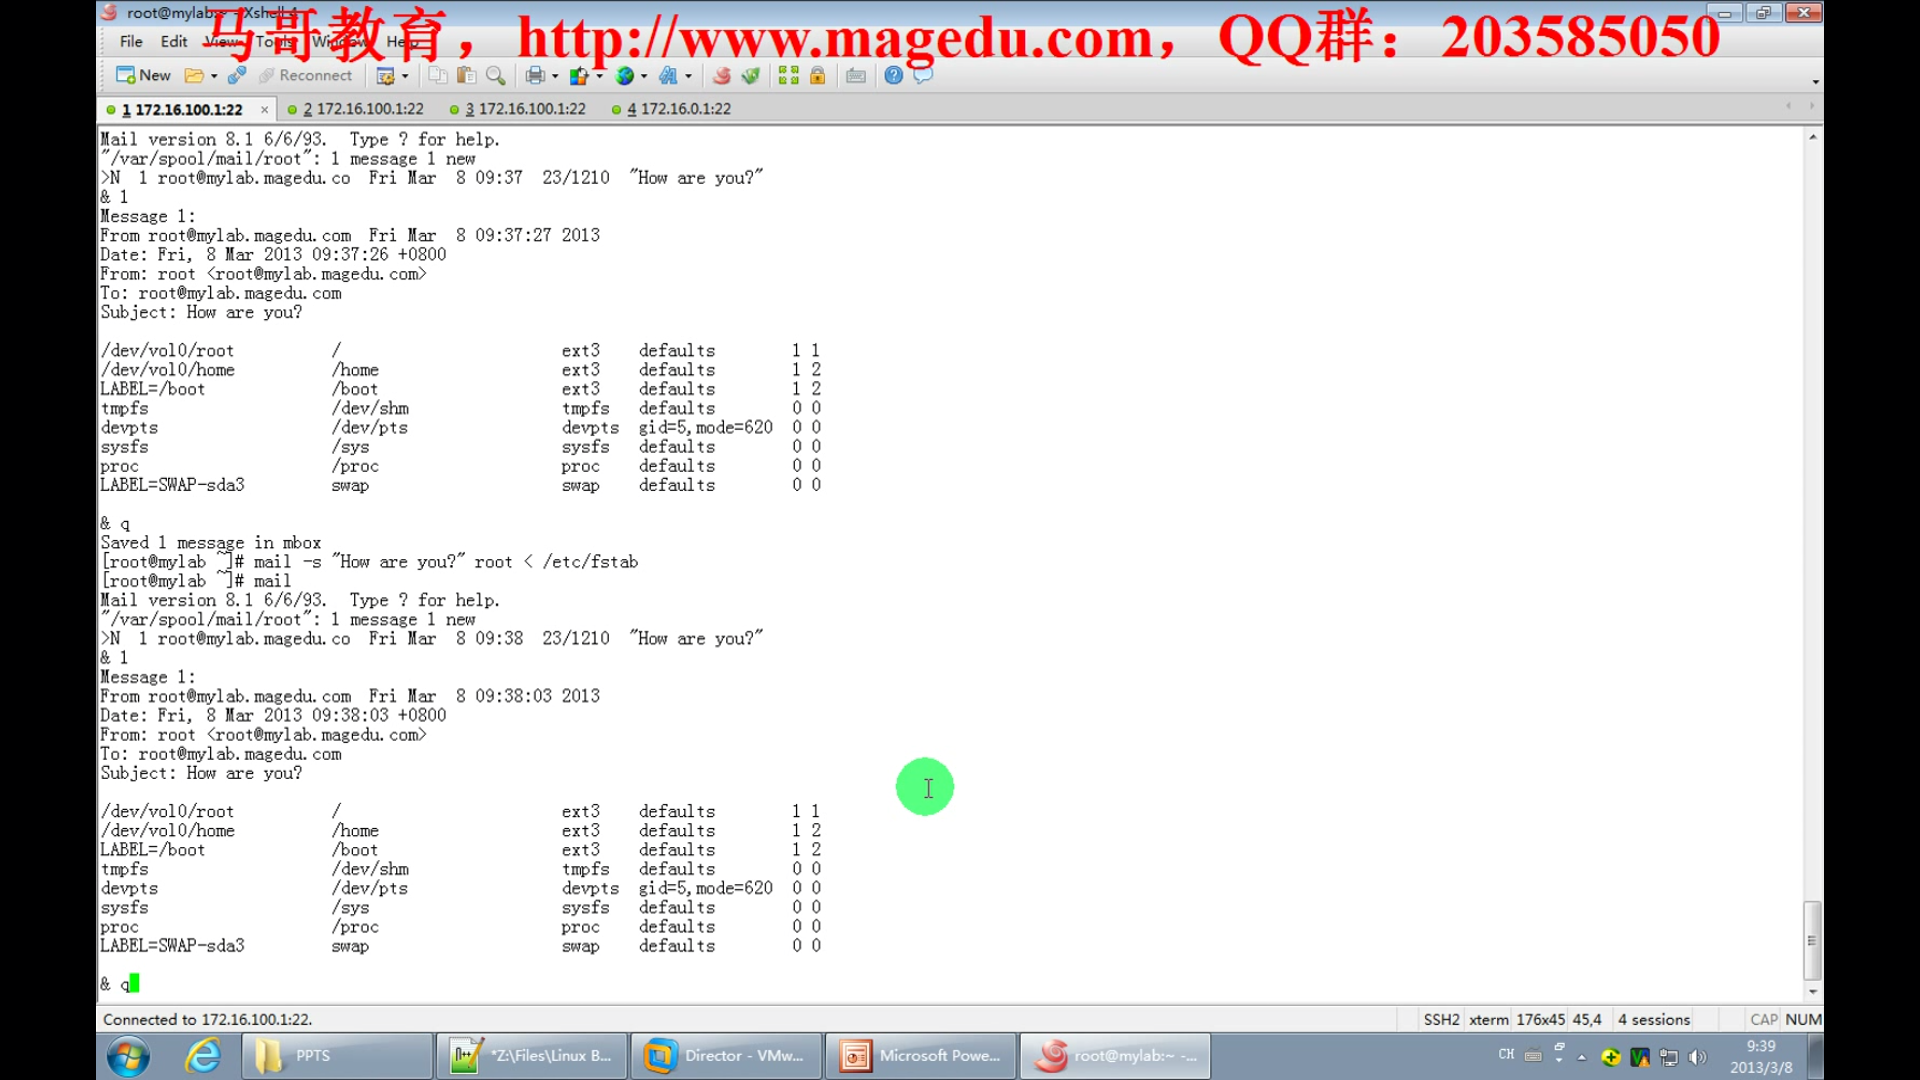 root@mylab:~ - Xshell 4
马哥教育，http://www.magedu.com，QQ群：203585050
File Edit View Tools Window Help
New Reconnect
1 172.16.100.1:22 × 2 172.16.100.1:22 3 172.16.100.1:22 4 172.16.0.1:22
Mail version 8.1 6/6/93.  Type ? for help.
"/var/spool/mail/root": 1 message 1 new
>N  1 root@mylab.magedu.co  Fri Mar  8 09:37  23/1210  "How are you?"
& 1
Message 1:
From root@mylab.magedu.com  Fri Mar  8 09:37:27 2013
Date: Fri, 8 Mar 2013 09:37:26 +0800
From: root <root@mylab.magedu.com>
To: root@mylab.magedu.com
Subject: How are you?
/dev/vol0/root          /                       ext3    defaults        1 1
/dev/vol0/home          /home                   ext3    defaults        1 2
LABEL=/boot             /boot                   ext3    defaults        1 2
tmpfs                   /dev/shm                tmpfs   defaults        0 0
devpts                  /dev/pts                devpts  gid=5,mode=620  0 0
sysfs                   /sys                    sysfs   defaults        0 0
proc                    /proc                   proc    defaults        0 0
LABEL=SWAP-sda3         swap                    swap    defaults        0 0
& q
Saved 1 message in mbox
[root@mylab ~]# mail -s "How are you?" root < /etc/fstab
[root@mylab ~]# mail
Mail version 8.1 6/6/93.  Type ? for help.
"/var/spool/mail/root": 1 message 1 new
>N  1 root@mylab.magedu.co  Fri Mar  8 09:38  23/1210  "How are you?"
& 1
Message 1:
From root@mylab.magedu.com  Fri Mar  8 09:38:03 2013
Date: Fri, 8 Mar 2013 09:38:03 +0800
From: root <root@mylab.magedu.com>
To: root@mylab.magedu.com
Subject: How are you?
/dev/vol0/root          /                       ext3    defaults        1 1
/dev/vol0/home          /home                   ext3    defaults        1 2
LABEL=/boot             /boot                   ext3    defaults        1 2
tmpfs                   /dev/shm                tmpfs   defaults        0 0
devpts                  /dev/pts                devpts  gid=5,mode=620  0 0
sysfs                   /sys                    sysfs   defaults        0 0
proc                    /proc                   proc    defaults        0 0
LABEL=SWAP-sda3         swap                    swap    defaults        0 0
& q
Connected to 172.16.100.1:22. SSH2 xterm 176x45 45,4 4 sessions CAP NUM
PPTS *Z:\Files\Linux B... Director - VMw... Microsoft Powe... root@mylab:~ -... CH 9:39
2013/3/8